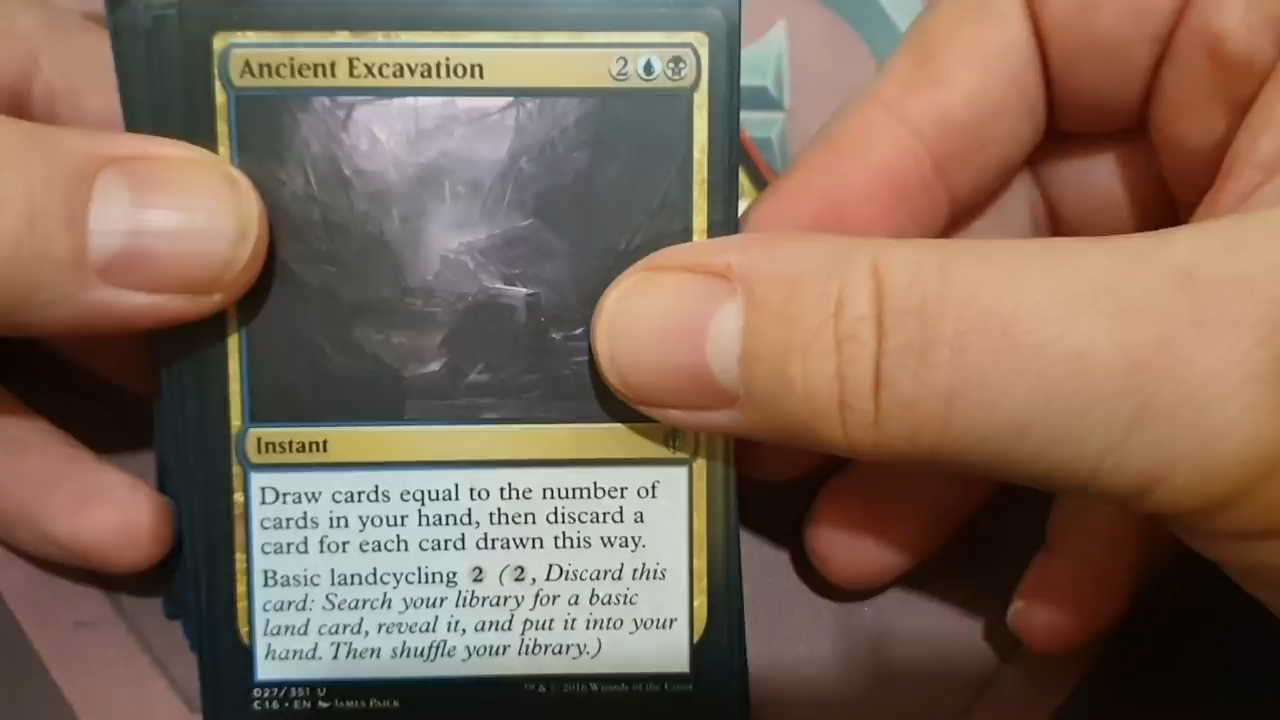 Ancient Excavation 2
Instant
Draw cards equal to the number of
cards in your hand, then discard a
card for each card drawn this way.
Basic landcycling 2 (2, Discard this
card: Search your library for a basic
land card, reveal it, and put it into your
hand. Then shuffle your library.)
027/351 U
C16 • EN JAMES PAICK
™ & © 2016 Wizards of the Coast